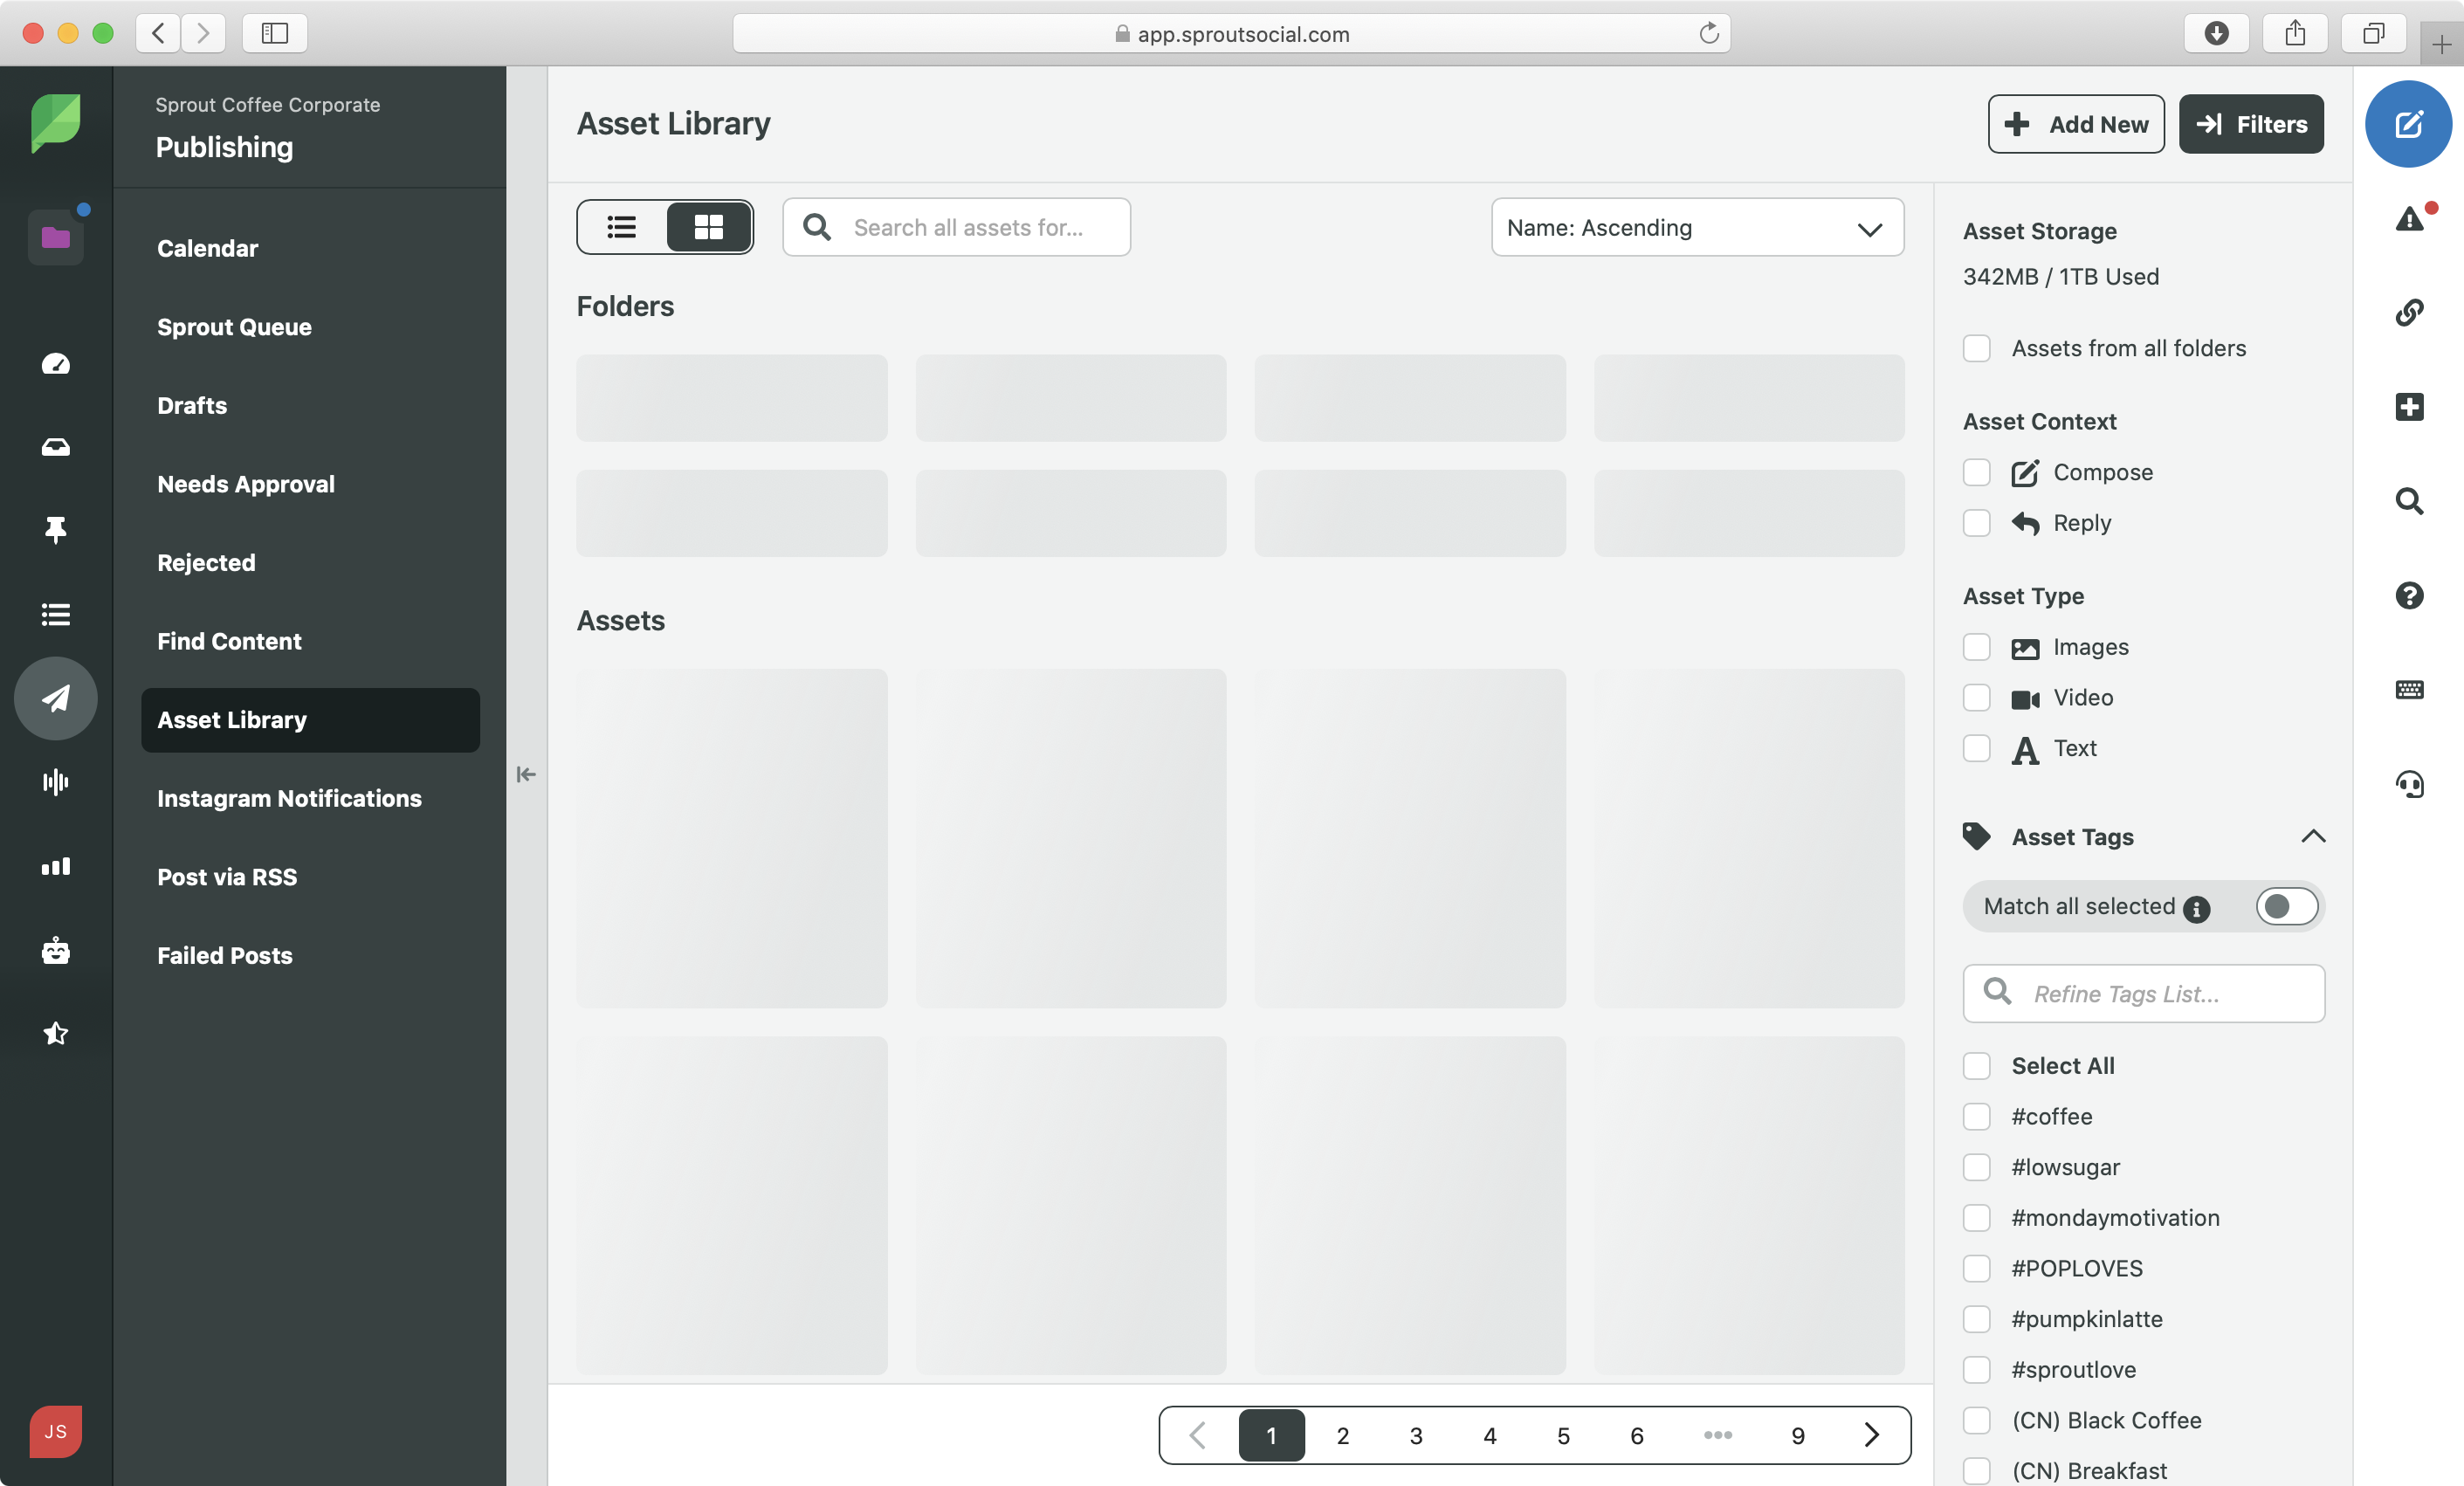 app.sproutsocial.com
Sprout Coffee Corporate
Publishing
Calendar
Sprout Queue
Drafts
Needs Approval
Rejected
Find Content
Asset Library
Instagram Notifications
Post via RSS
Failed Posts
JS
Asset Library
Add New
Filters
Search all assets for...
Name: Ascending
Folders
Assets
1 2 3 4 5 6 ••• 9
Asset Storage
342MB / 1TB Used
Assets from all folders
Asset Context
Compose
Reply
Asset Type
Images
Video
Text
Asset Tags
Match all selected
Refine Tags List...
Select All
#coffee
#lowsugar
#mondaymotivation
#POPLOVES
#pumpkinlatte
#sproutlove
(CN) Black Coffee
(CN) Breakfast